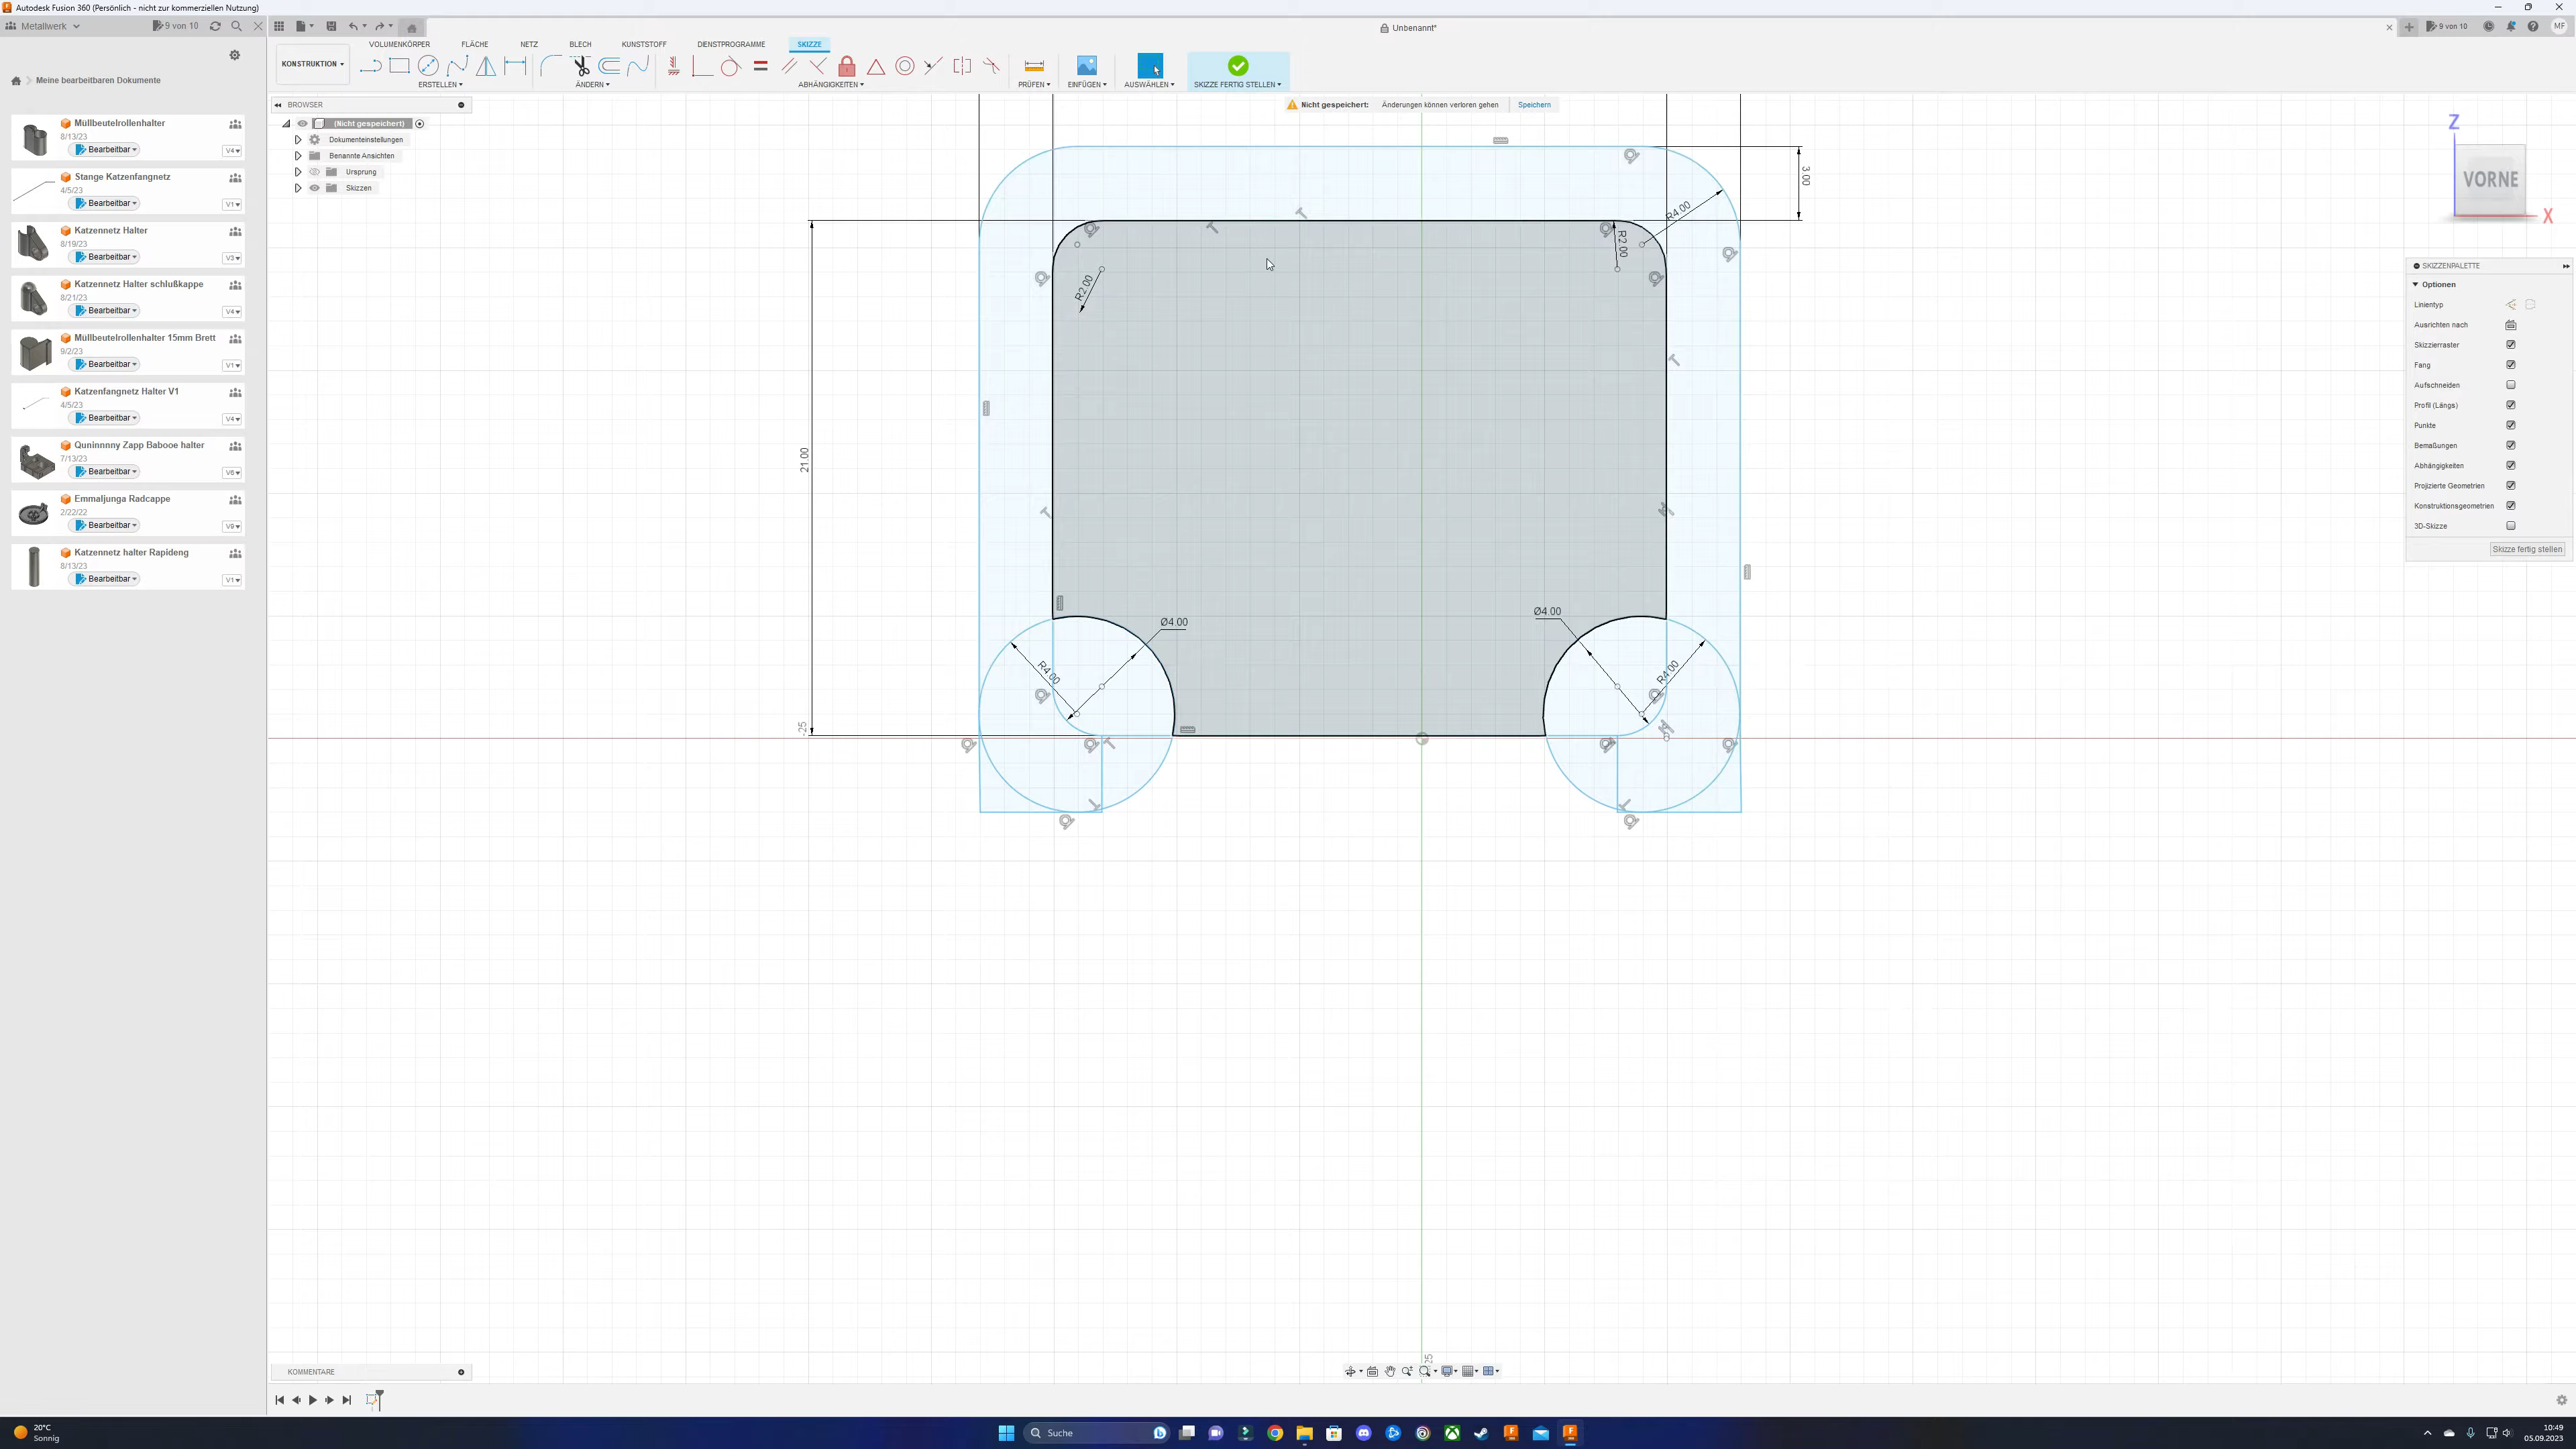 Autodesk Fusion 360 (Persönlich - nicht zur kommerziellen Nutzung)
Metallwerk
9 von 10
Unbenannt*
9 von 10
MF
Meine bearbeitbaren Dokumente
KONSTRUKTION
VOLUMENKÖRPER
FLÄCHE
NETZ
BLECH
KUNSTSTOFF
DIENSTPROGRAMME
SKIZZE
ERSTELLEN
ÄNDERN
ABHÄNGIGKEITEN
PRÜFEN
EINFÜGEN
AUSWÄHLEN
SKIZZE FERTIG STELLEN
BROWSER
Nicht gespeichert:
Änderungen können verloren gehen
Speichern
(Nicht gespeichert)
Dokumenteinstellungen
Benannte Ansichten
Ursprung
Skizzen
Müllbeutelrollenhalter
8/13/23
Bearbeitbar
V4
Stange Katzenfangnetz
4/5/23
Bearbeitbar
V1
Katzennetz Halter
8/19/23
Bearbeitbar
V3
Katzennetz Halter schlußkappe
8/21/23
Bearbeitbar
V4
Müllbeutelrollenhalter 15mm Brett
9/2/23
Bearbeitbar
V1
Katzenfangnetz Halter V1
4/5/23
Bearbeitbar
V4
Quninnnny Zapp Babooe halter
7/13/23
Bearbeitbar
V6
Emmaljunga Radcappe
2/22/22
Bearbeitbar
V9
Katzennetz halter Rapideng
8/13/23
Bearbeitbar
V1
3.00
R4.00
R2.00
R2.00
21.00
Ø4.00
Ø4.00
R4.00
R4.00
-25
25
Z
VORNE
X
SKIZZENPALETTE
Optionen
Linientyp
Ausrichten nach
Skizzierraster
Fang
Aufschneiden
Profil (Längs)
Punkte
Bemaßungen
Abhängigkeiten
Projizierte Geometrien
Konstruktionsgeometrien
3D-Skizze
Skizze fertig stellen
KOMMENTARE
20°C
Sonnig
Suche
10:49
05.09.2023